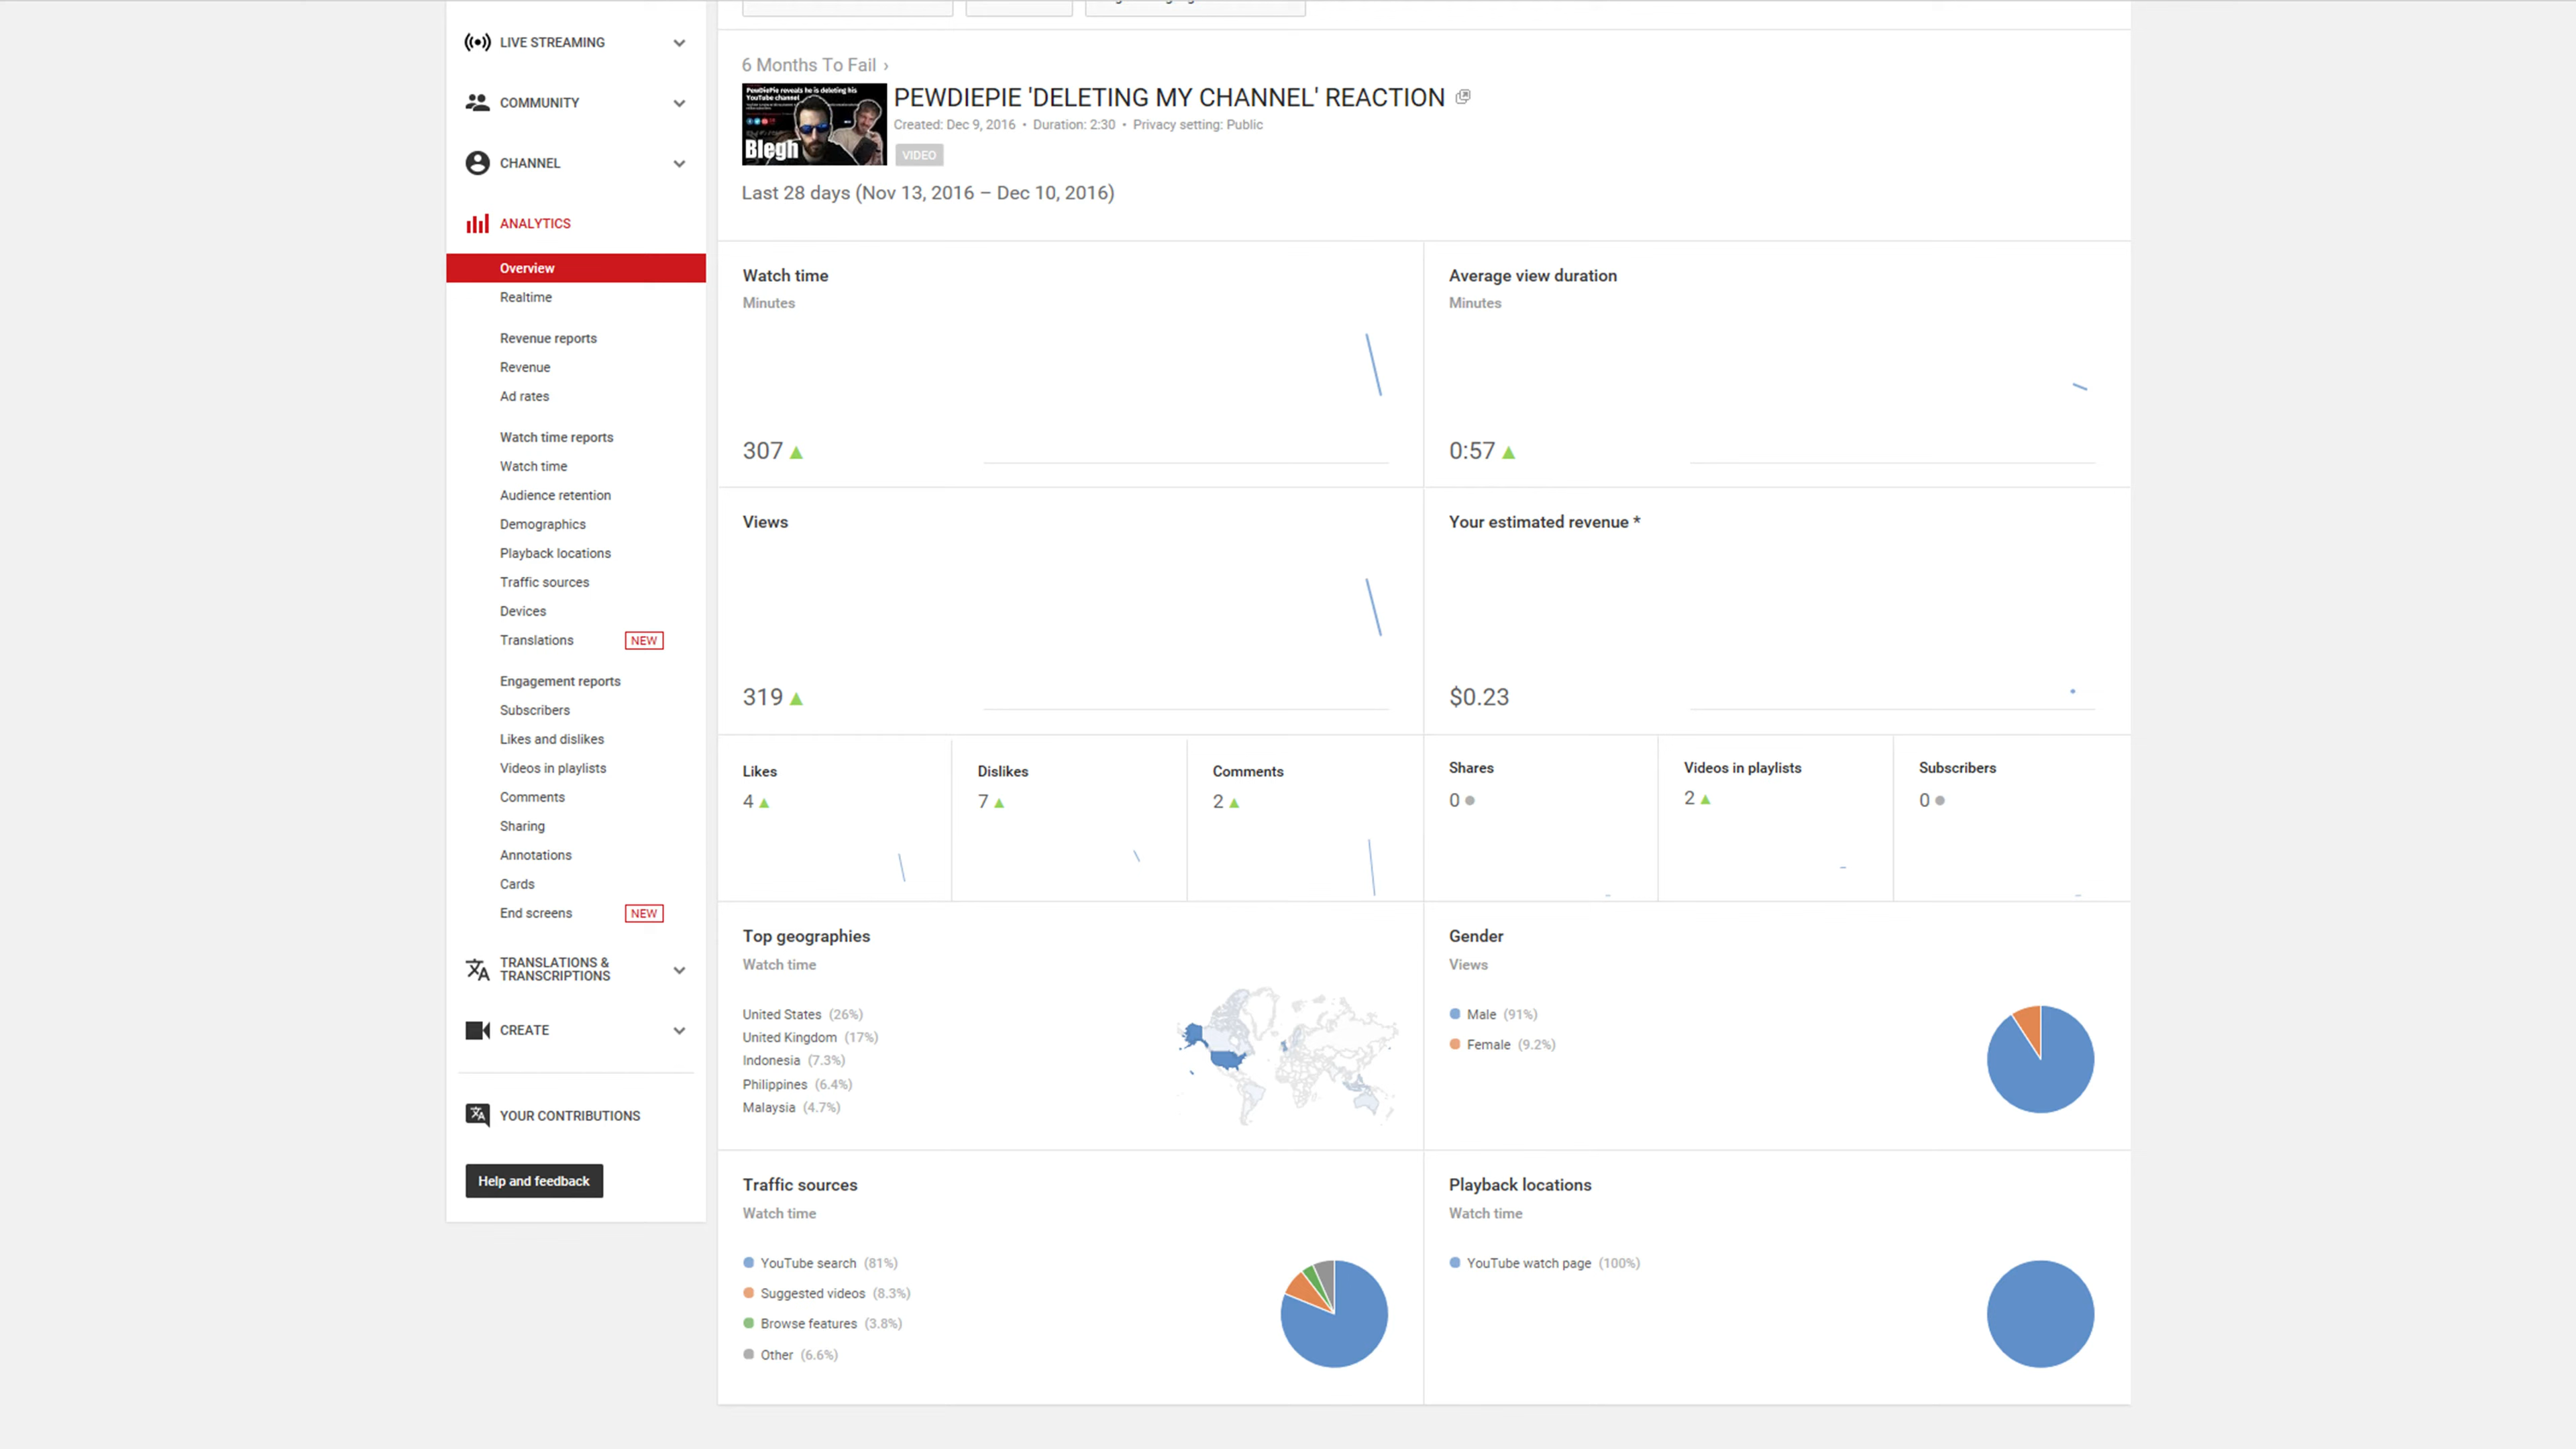 LIVE STREAMING
COMMUNITY
CHANNEL
ANALYTICS
Overview
Realtime
Revenue reports
Revenue
Ad rates
Watch time reports
Watch time
Audience retention
Demographics
Playback locations
Traffic sources
Devices
Translations NEW
Engagement reports
Subscribers
Likes and dislikes
Videos in playlists
Comments
Sharing
Annotations
Cards
End screens NEW
TRANSLATIONS &
TRANSCRIPTIONS
CREATE
YOUR CONTRIBUTIONS
Help and feedback
6 Months To Fail ›
PewDiePie reveals he is deleting his
YouTube channel
Blegh
PEWDIEPIE 'DELETING MY CHANNEL' REACTION
Created: Dec 9, 2016 • Duration: 2:30 • Privacy setting: Public
VIDEO
Last 28 days (Nov 13, 2016 – Dec 10, 2016)
Watch time
Minutes
307
Average view duration
Minutes
0:57
Views
319
Your estimated revenue *
$0.23
Likes
4
Dislikes
7
Comments
2
Shares
0
Videos in playlists
2
Subscribers
0
Top geographies
Watch time
United States (26%)
United Kingdom (17%)
Indonesia (7.3%)
Philippines (6.4%)
Malaysia (4.7%)
Gender
Views
Male (91%)
Female (9.2%)
Traffic sources
Watch time
YouTube search (81%)
Suggested videos (8.3%)
Browse features (3.8%)
Other (6.6%)
Playback locations
Watch time
YouTube watch page (100%)